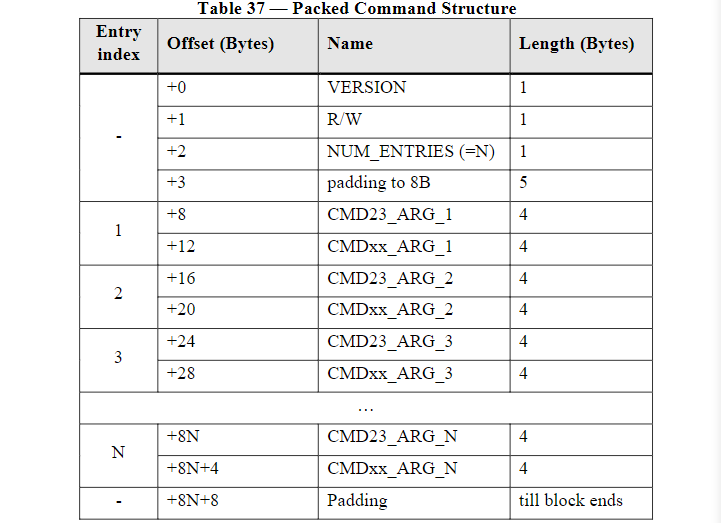 Table 37 — Packed Command Structure
Entry index Offset (Bytes) Name Length (Bytes)
- +0 VERSION 1
+1 R/W 1
+2 NUM_ENTRIES (=N) 1
+3 padding to 8B 5
1 +8 CMD23_ARG_1 4
+12 CMDxx_ARG_1 4
2 +16 CMD23_ARG_2 4
+20 CMDxx_ARG_2 4
3 +24 CMD23_ARG_3 4
+28 CMDxx_ARG_3 4
…
N +8N CMD23_ARG_N 4
+8N+4 CMDxx_ARG_N 4
- +8N+8 Padding till block ends